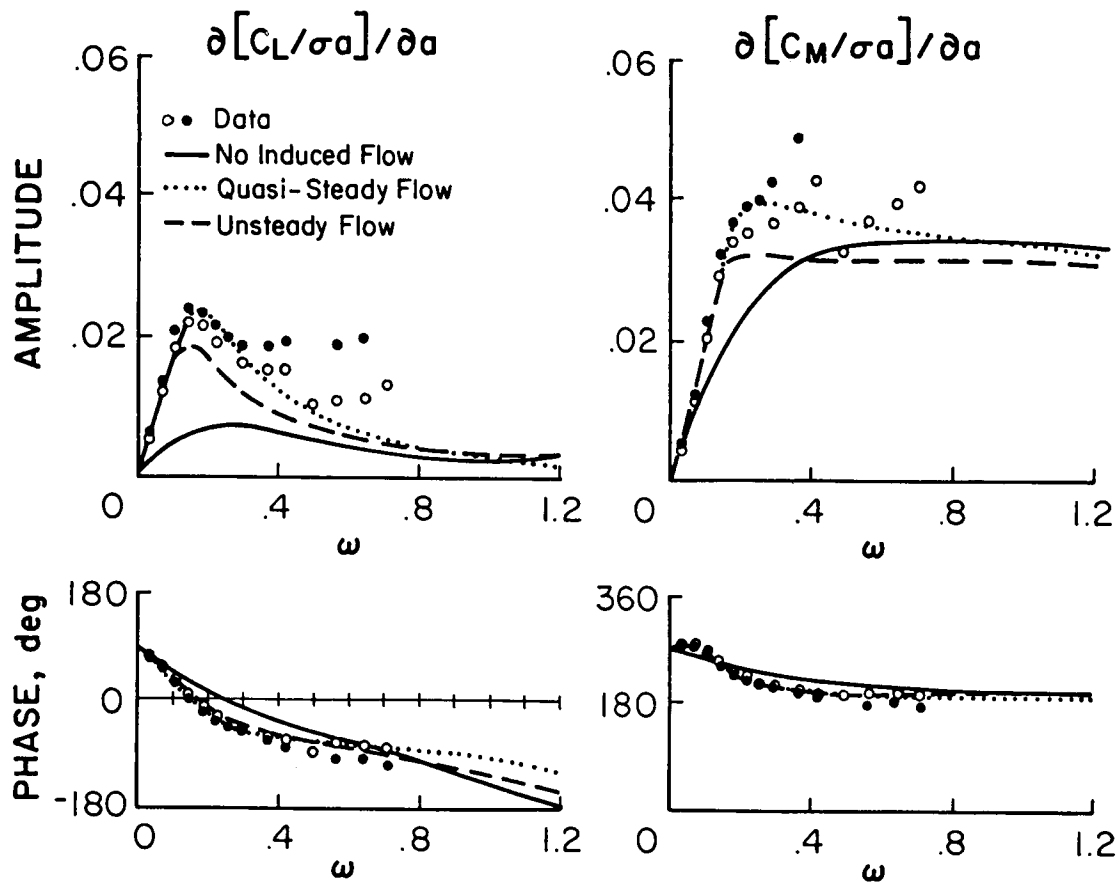 ∂[C_L/σa]/∂a
∂[C_M/σa]/∂a
AMPLITUDE
.06
.04
.02
0
.4
.8
1.2
ω
○ ● Data
No Induced Flow
Quasi-Steady Flow
Unsteady Flow
.06
.04
.02
0
.4
.8
1.2
ω
PHASE, deg
180
0
-180
0
.4
.8
1.2
ω
360
180
0
.4
.8
1.2
ω